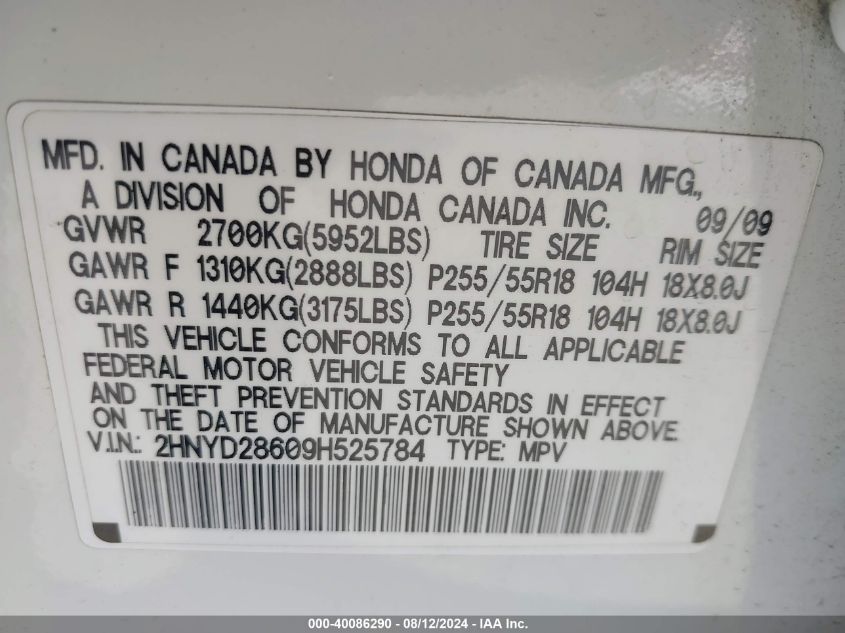 MFD. IN CANADA BY HONDA OF CANADA MFG.,
A DIVISION OF HONDA CANADA INC. 09/09
GVWR 2700KG(5952LBS) TIRE SIZE RIM SIZE
GAWR F 1310KG(2888LBS) P255/55R18 104H 18X8.0J
GAWR R 1440KG(3175LBS) P255/55R18 104H 18X8.0J
THIS VEHICLE CONFORMS TO ALL APPLICABLE
FEDERAL MOTOR VEHICLE SAFETY
AND THEFT PREVENTION STANDARDS IN EFFECT
ON THE DATE OF MANUFACTURE SHOWN ABOVE.
V.I.N.: 2HNYD28609H525784 TYPE: MPV
000-40086290 - 08/12/2024 - IAA Inc.